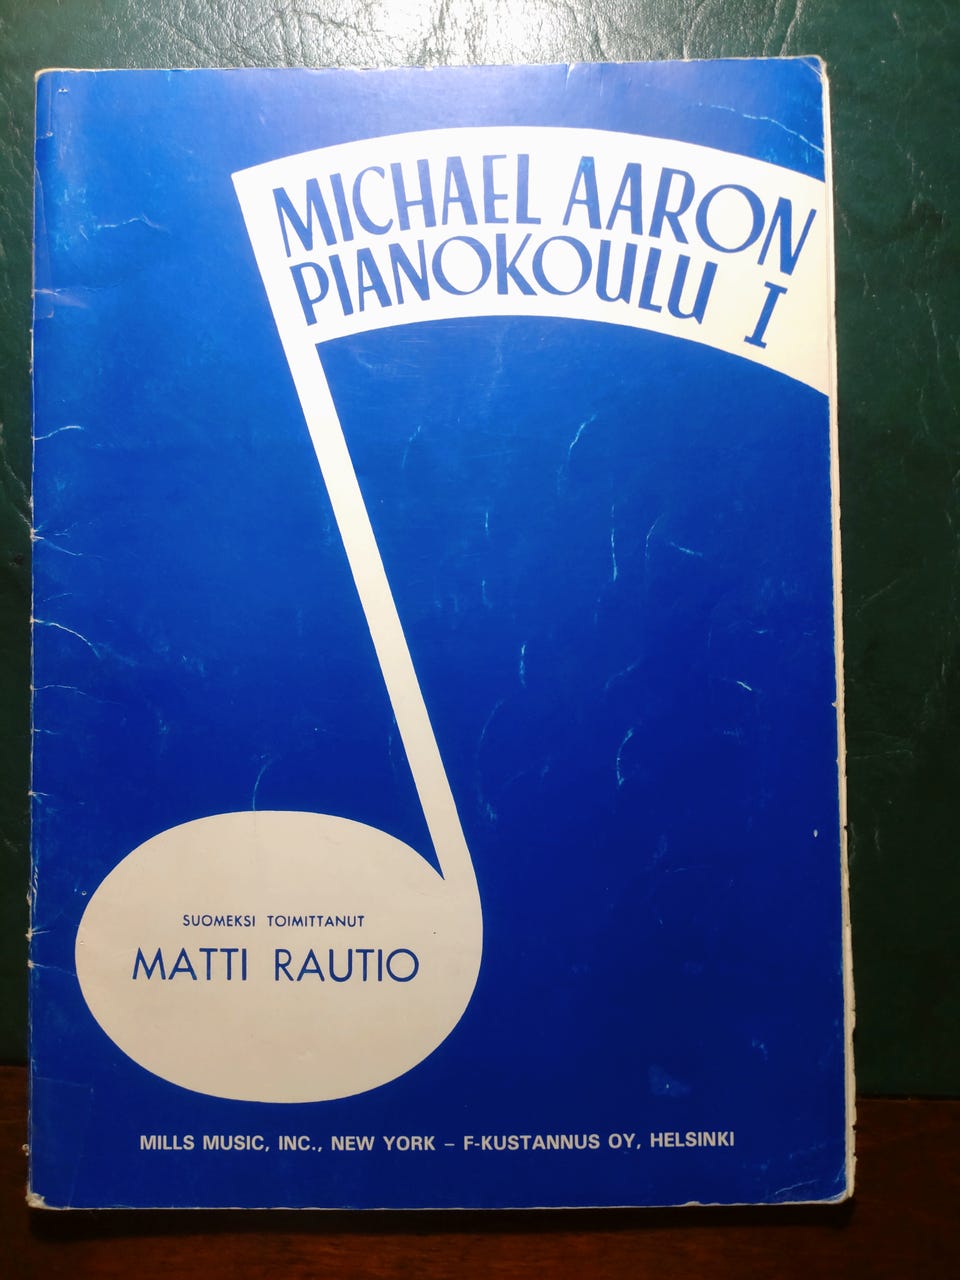 MICHAEL AARON
PIANOKOULU I
SUOMEKSI TOIMITTANUT
MATTI RAUTIO
MILLS MUSIC, INC., NEW YORK – F-KUSTANNUS OY, HELSINKI